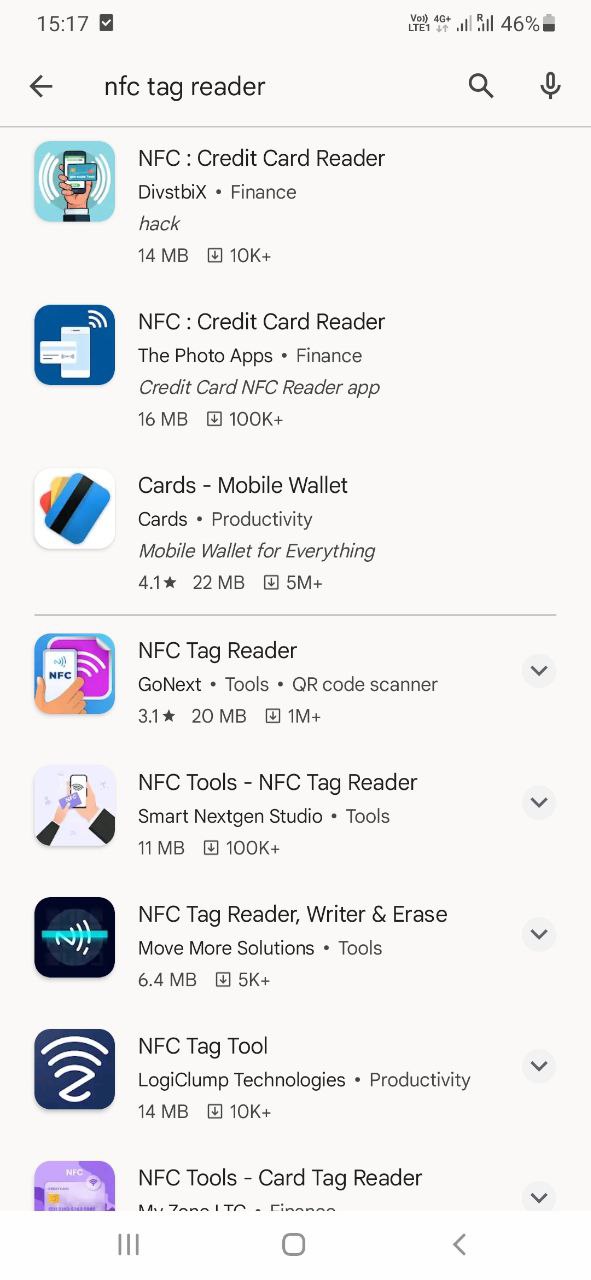 15:17
Vo)) 4G+ R 46%
LTE1
nfc tag reader
NFC : Credit Card Reader
DivstbiX • Finance
hack
14 MB 10K+
NFC : Credit Card Reader
The Photo Apps • Finance
Credit Card NFC Reader app
16 MB 100K+
Cards - Mobile Wallet
Cards • Productivity
Mobile Wallet for Everything
4.1★ 22 MB 5M+
NFC
NFC Tag Reader
GoNext • Tools • QR code scanner
3.1★ 20 MB 1M+
NFC Tools - NFC Tag Reader
Smart Nextgen Studio • Tools
11 MB 100K+
NFC Tag Reader, Writer & Erase
Move More Solutions • Tools
6.4 MB 5K+
NFC Tag Tool
LogiClump Technologies • Productivity
14 MB 10K+
NFC
NFC Tools - Card Tag Reader
My Zone LTC • Finance